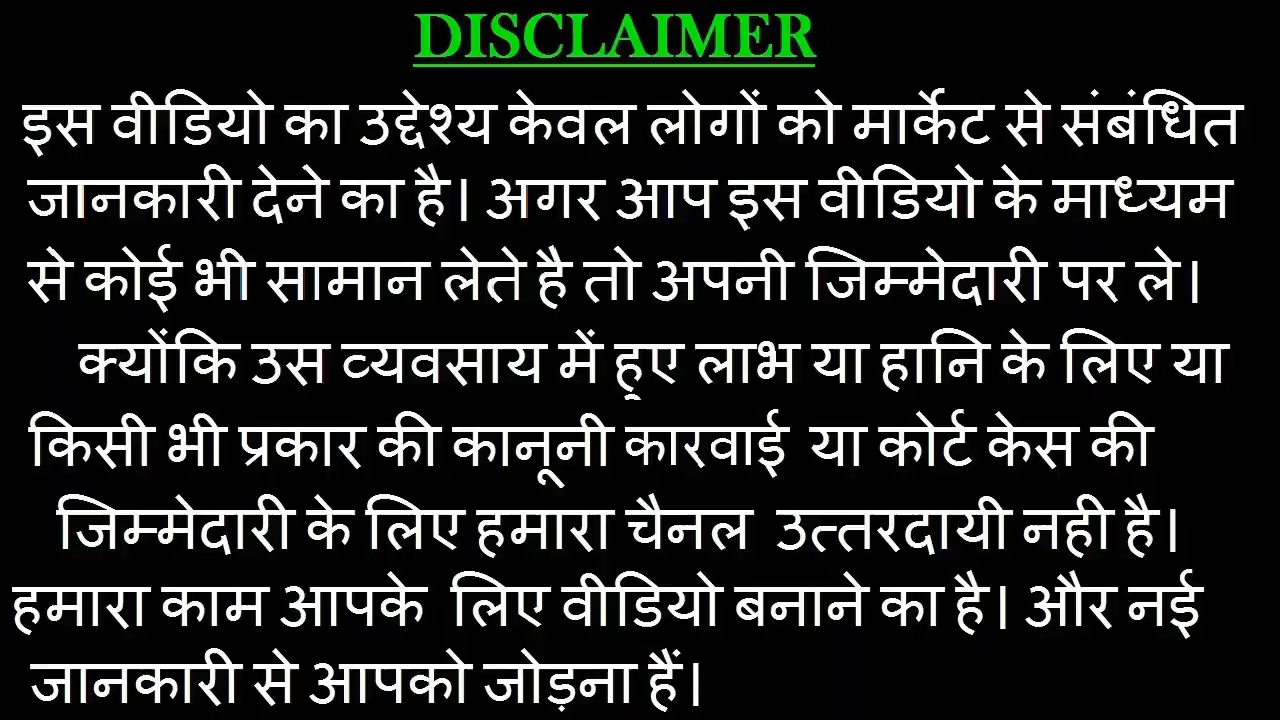 DISCLAIMER
इस वीडियो का उद्देश्य केवल लोगों को मार्केट से संबंधित
जानकारी देने का है। अगर आप इस वीडियो के माध्यम
से कोई भी सामान लेते है तो अपनी जिम्मेदारी पर ले।
क्योंकि उस व्यवसाय में हूए लाभ या हानि के लिए या
किसी भी प्रकार की कानूनी कारवाई या कोर्ट केस की
जिम्मेदारी के लिए हमारा चैनल उत्तरदायी नही है।
हमारा काम आपके लिए वीडियो बनाने का है। और नई
जानकारी से आपको जोड़ना हैं।